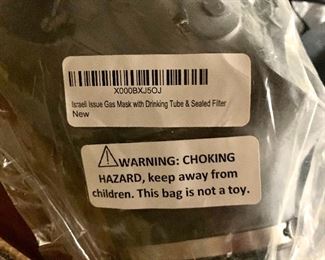 X000BXJ5OJ
Israeli Issue Gas Mask with Drinking Tube & Sealed Filter
New
WARNING: CHOKING
HAZARD, keep away from
children. This bag is not a toy.